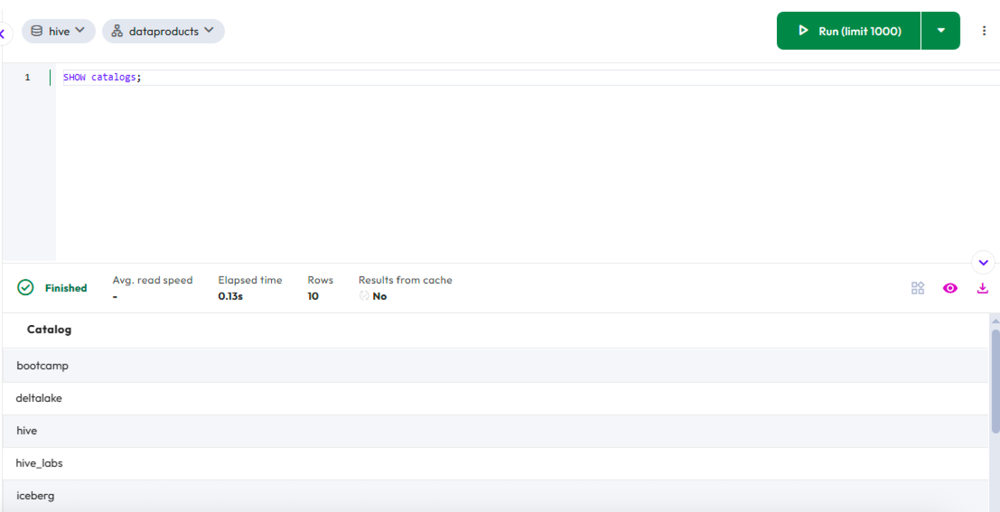 hive dataproducts Run (limit 1000)
1 SHOW catalogs;
Finished
Avg. read speed Elapsed time Rows Results from cache
- 0.13s 10 No
Catalog
bootcamp
deltalake
hive
hive_labs
iceberg